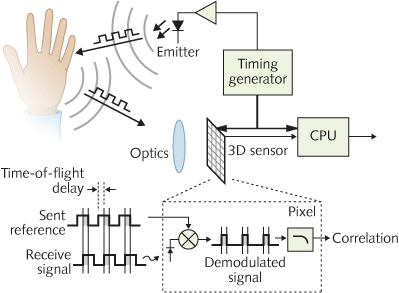 Emitter
Timing
generator
Optics
3D sensor
CPU
Time-of-flight
delay
Sent
reference
Receive
signal
Pixel
Demodulated
signal
Correlation